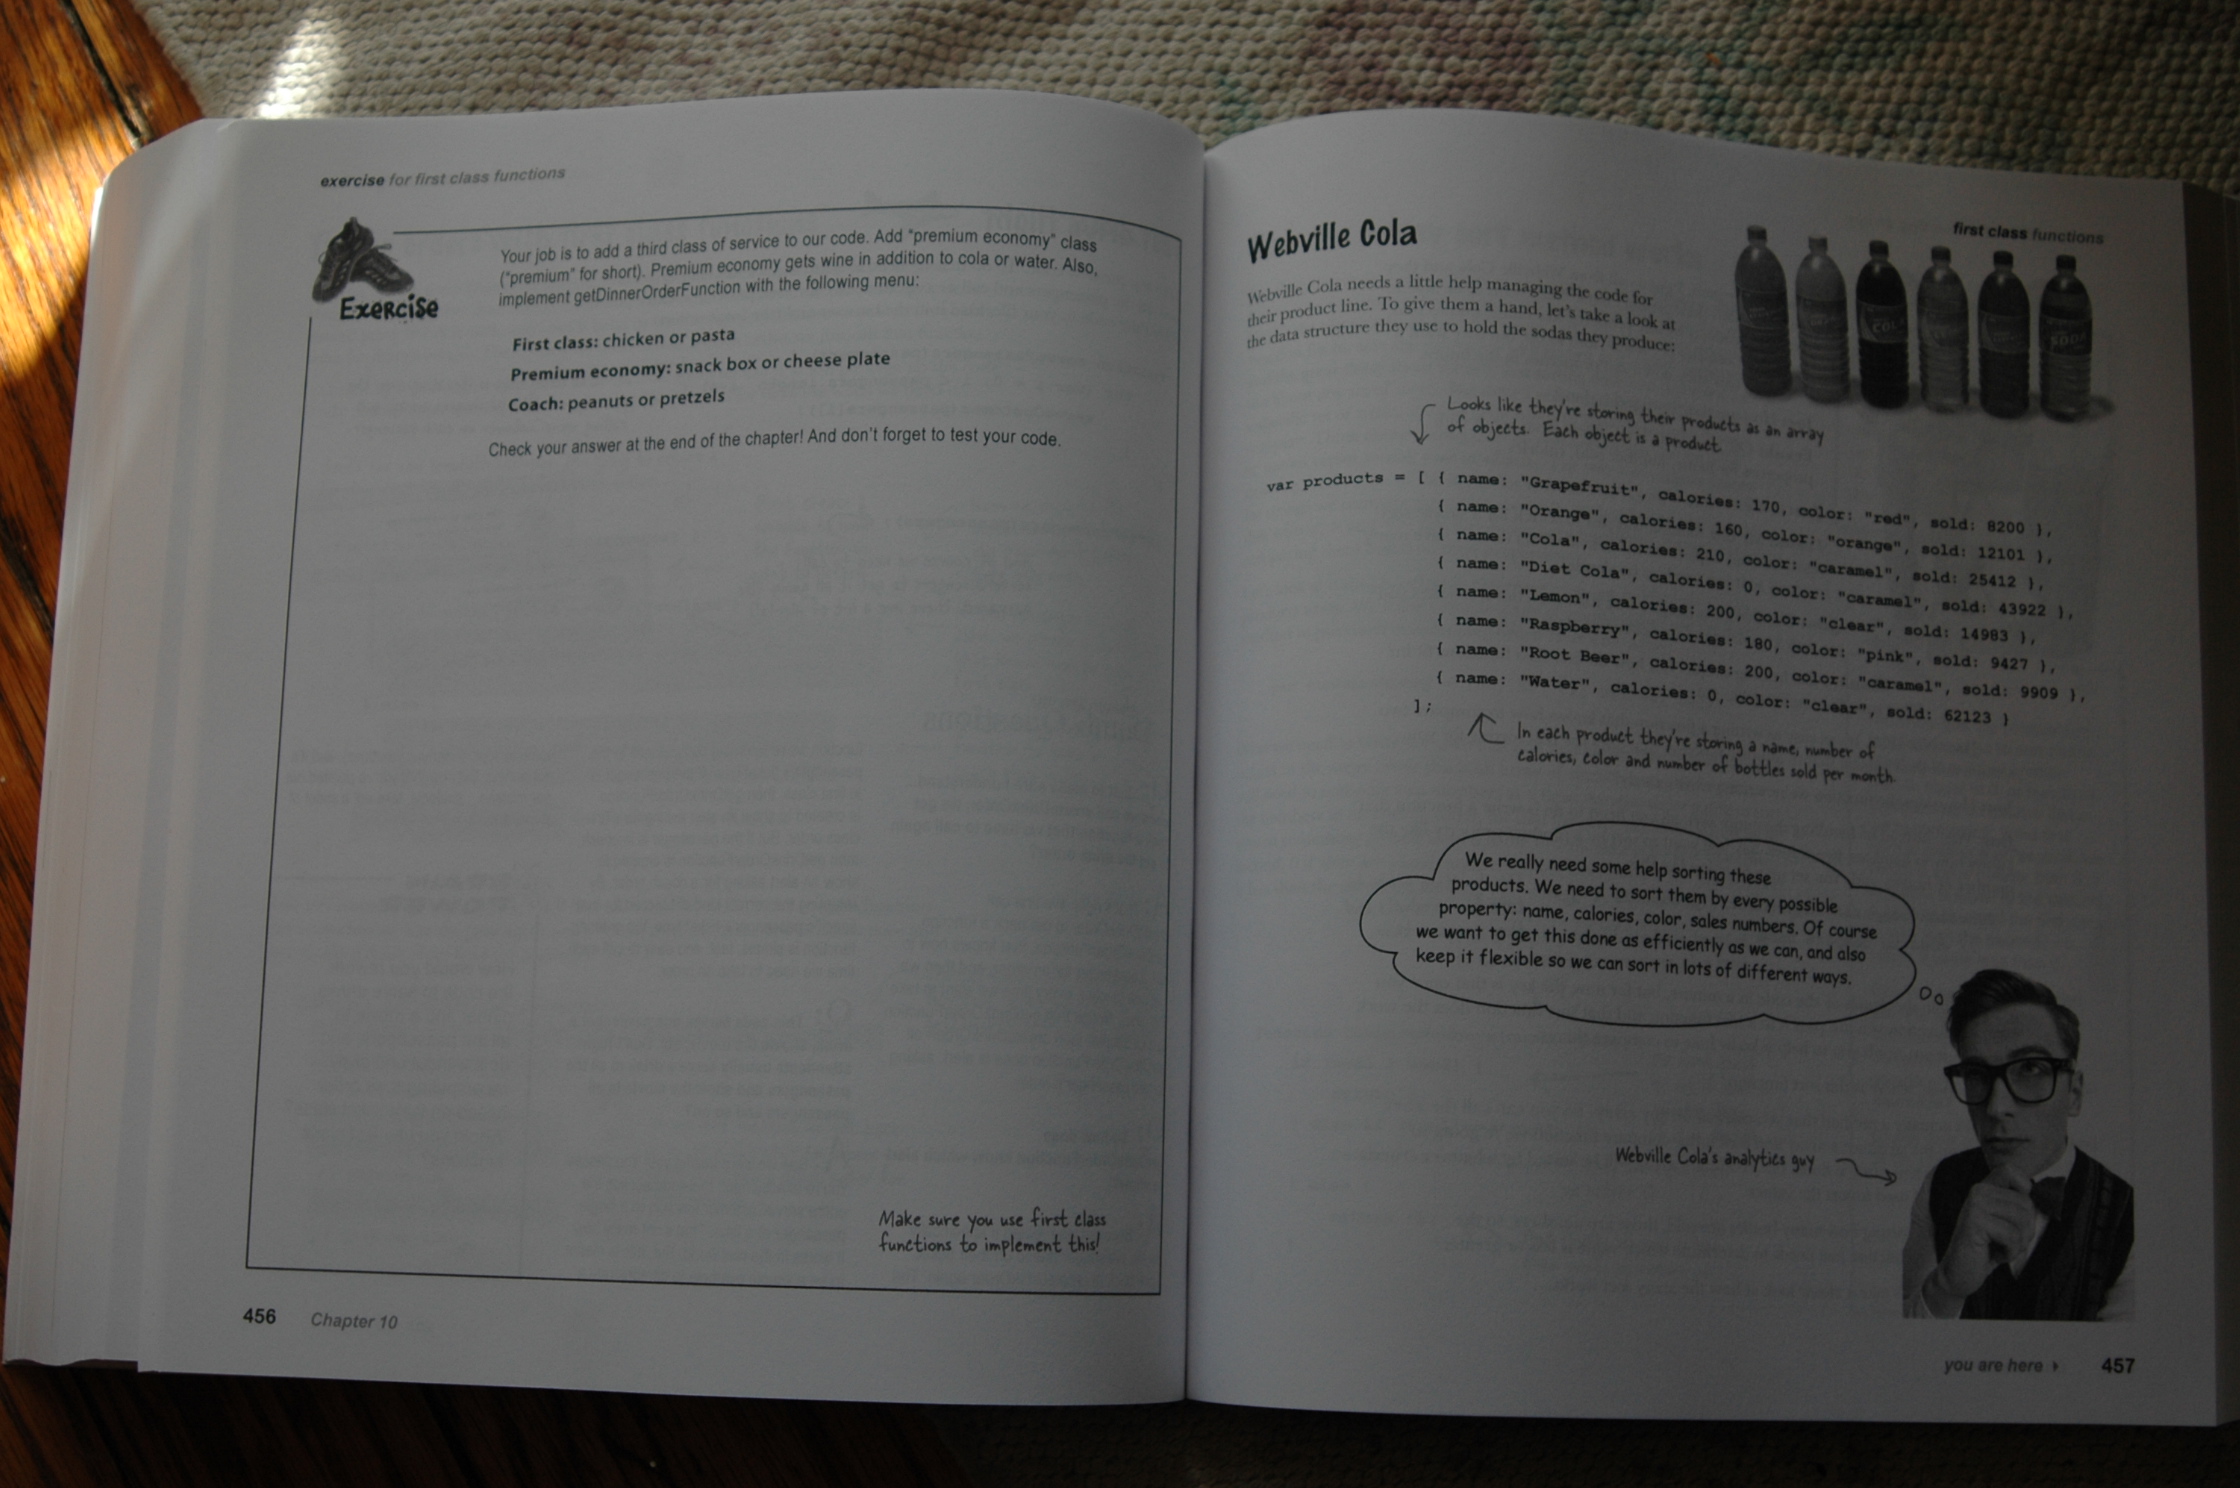 exercise for first class functions
Exercise
Your job is to add a third class of service to our code. Add "premium economy" class
("premium" for short). Premium economy gets wine in addition to cola or water. Also,
implement getDinnerOrderFunction with the following menu:
First class: chicken or pasta
Premium economy: snack box or cheese plate
Coach: peanuts or pretzels
Check your answer at the end of the chapter! And don't forget to test your code.
Make sure you use first class
functions to implement this!
456 Chapter 10
first class functions
Webville Cola
Webville Cola needs a little help managing the code for
their product line. To give them a hand, let's take a look at
the data structure they use to hold the sodas they produce:
COLA
SODA
Looks like they're storing their products as an array
of objects. Each object is a product.
var products = [ { name: "Grapefruit", calories: 170, color: "red", sold: 8200 },
{ name: "Orange", calories: 160, color: "orange", sold: 12101 },
{ name: "Cola", calories: 210, color: "caramel", sold: 25412 },
{ name: "Diet Cola", calories: 0, color: "caramel", sold: 43922 },
{ name: "Lemon", calories: 200, color: "clear", sold: 14983 },
{ name: "Raspberry", calories: 180, color: "pink", sold: 9427 },
{ name: "Root Beer", calories: 200, color: "caramel", sold: 9909 },
{ name: "Water", calories: 0, color: "clear", sold: 62123 }
];
In each product they're storing a name, number of
calories, color and number of bottles sold per month.
We really need some help sorting these
products. We need to sort them by every possible
property: name, calories, color, sales numbers. Of course
we want to get this done as efficiently as we can, and also
keep it flexible so we can sort in lots of different ways.
Webville Cola's analytics guy
you are here ▸ 457